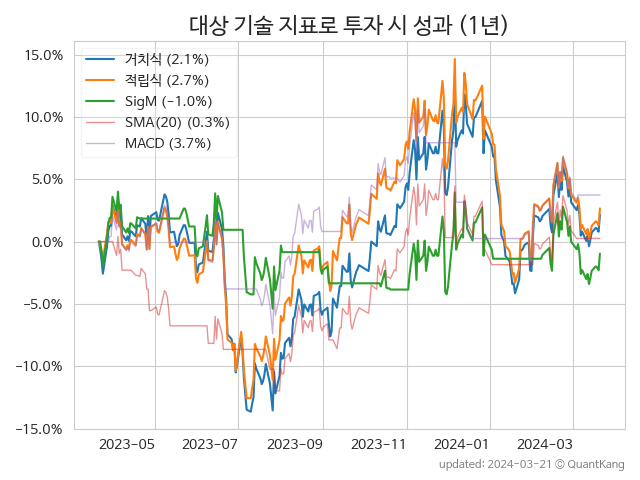 대상 기술 지표로 투자 시 성과 (1년)
거치식 (2.1%)
적립식 (2.7%)
SigM (−1.0%)
SMA(20) (0.3%)
MACD (3.7%)
15.0%
10.0%
5.0%
0.0%
−5.0%
−10.0%
−15.0%
2023-05 2023-07 2023-09 2023-11 2024-01 2024-03
updated: 2024-03-21 © QuantKang